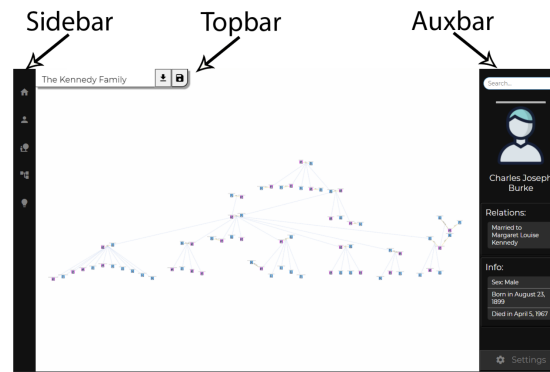 Sidebar
Topbar
Auxbar
The Kennedy Family
Search...
Charles Joseph
Burke
Relations:
Married to
Margaret Louise
Kennedy
Info:
Sex: Male
Born in August 23,
1899
Died in April 5, 1967
Settings